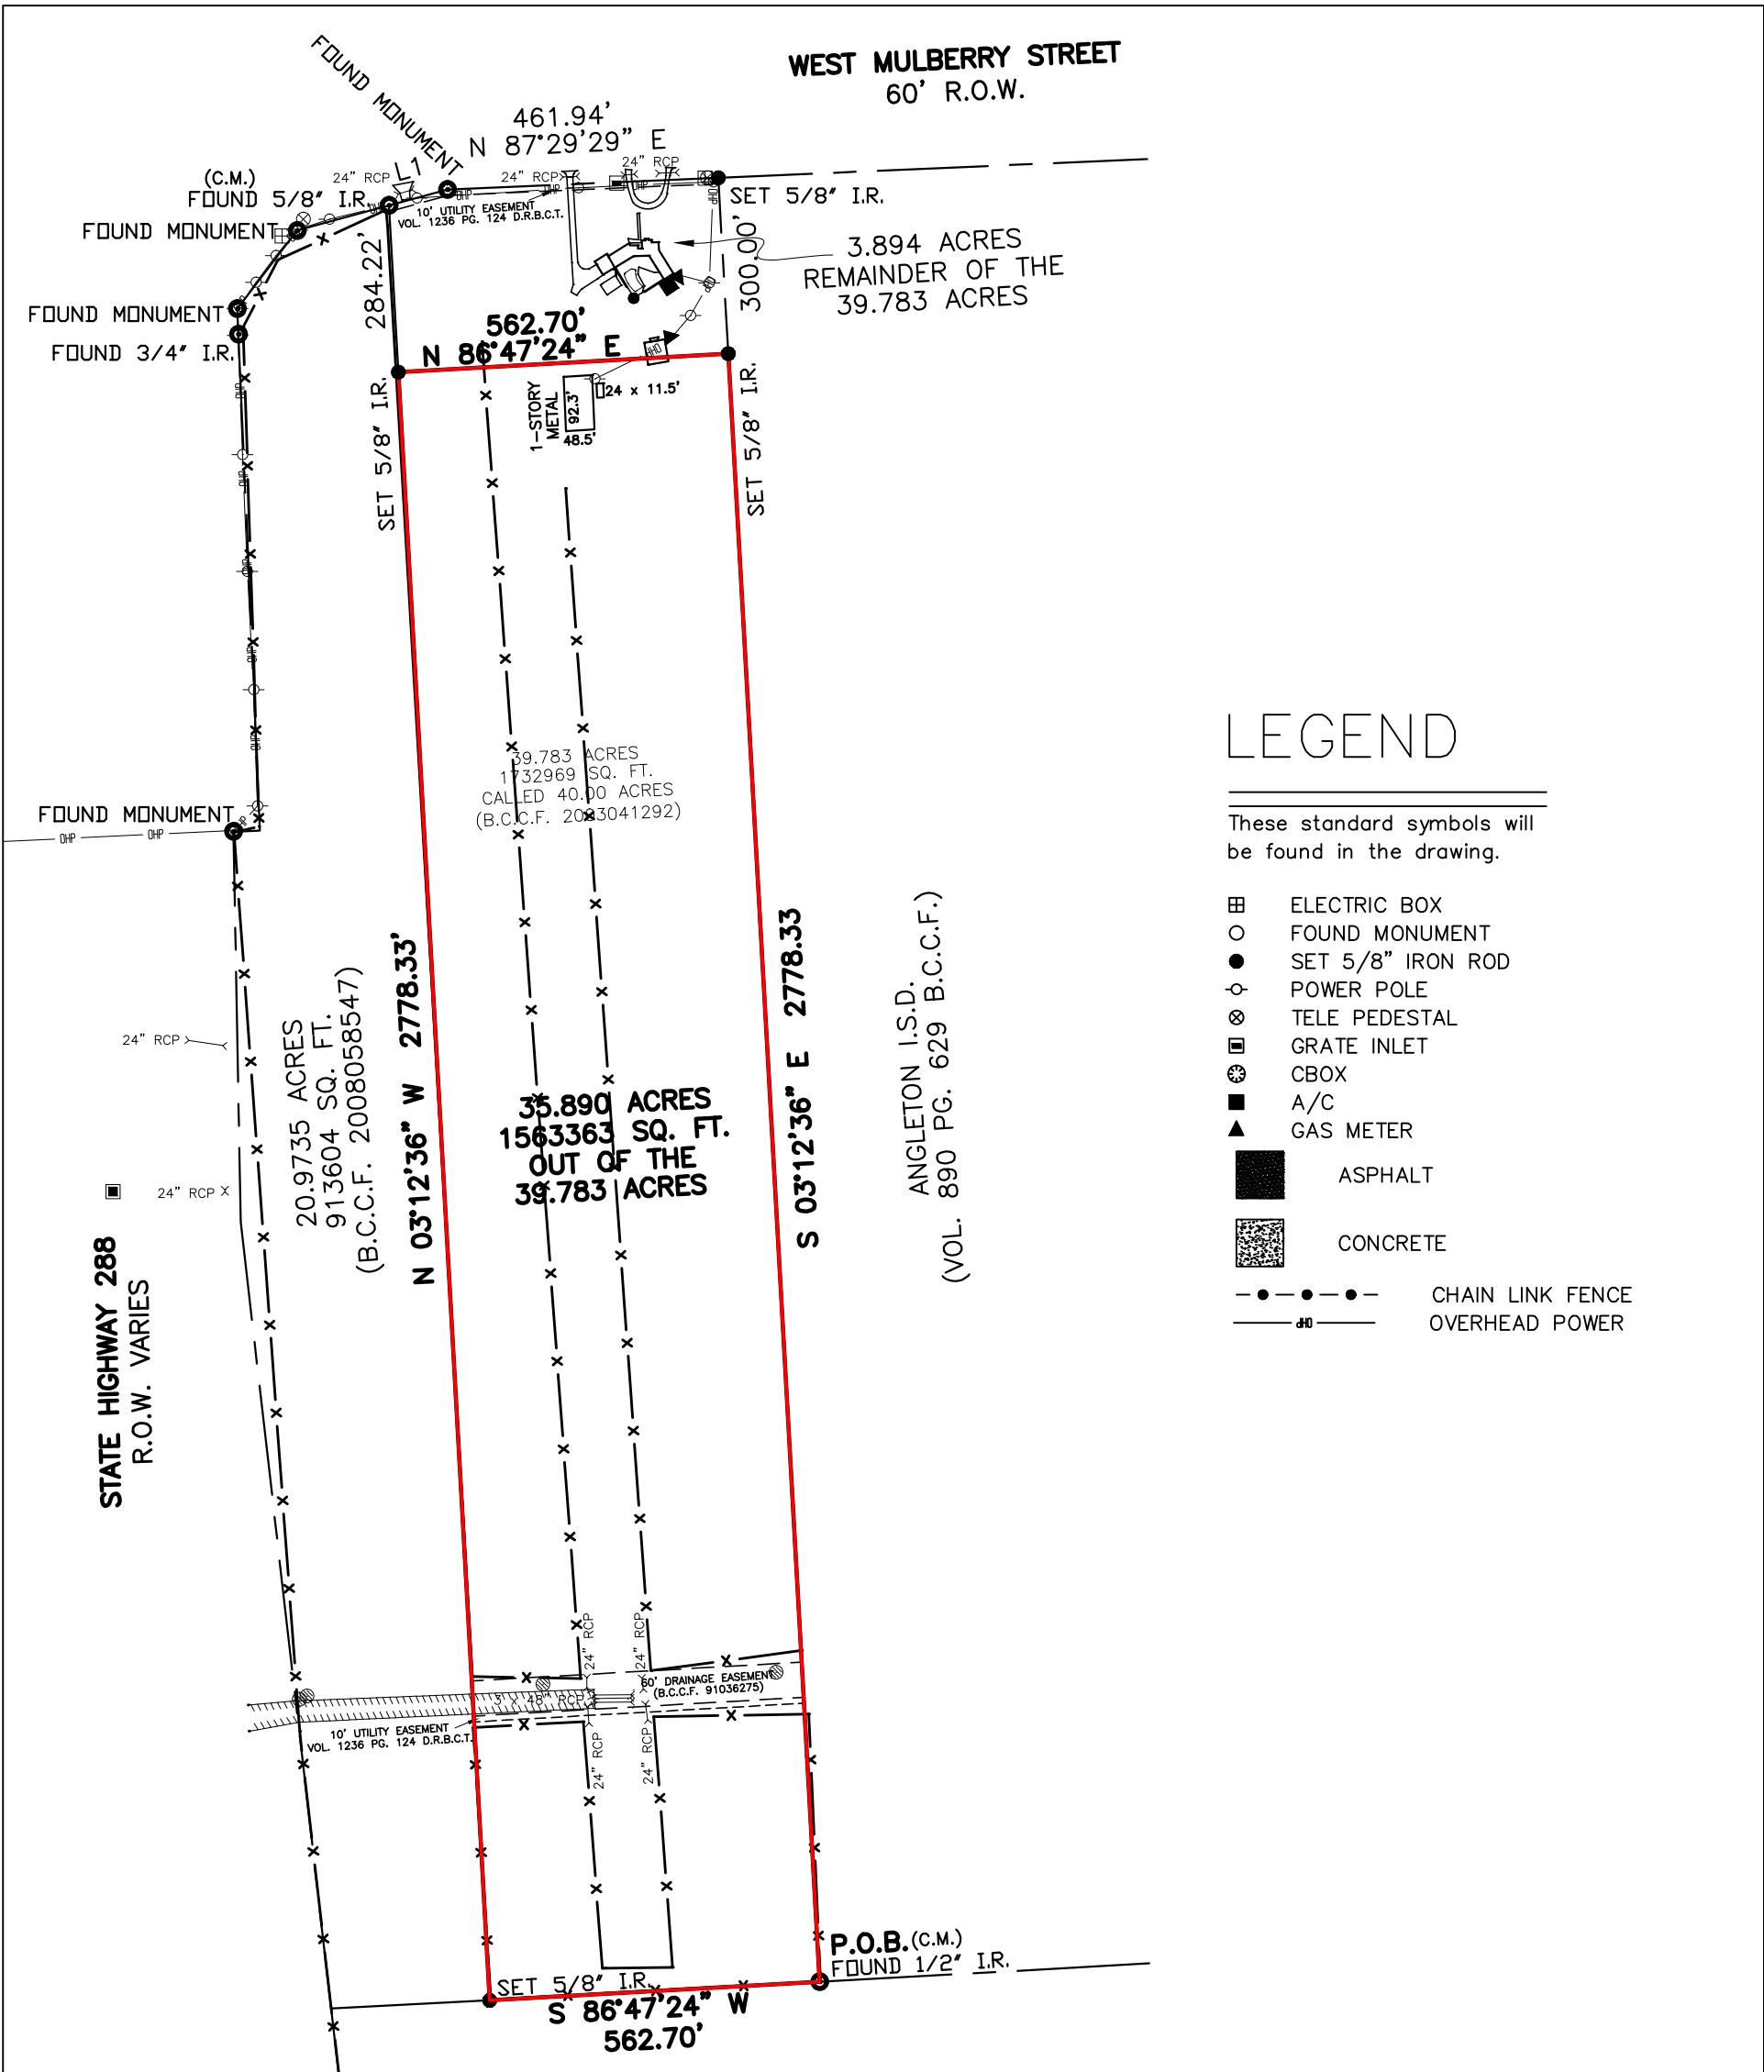 WEST MULBERRY STREET
60' R.O.W.
FOUND MONUMENT
461.94'
N 87°29'29" E
L1
24" RCP
24" RCP
24" RCP
(C.M.)
FOUND 5/8" I.R.
FOUND MONUMENT
FOUND MONUMENT
FOUND 3/4" I.R.
10' UTILITY EASEMENT
VOL. 1236 PG. 124 D.R.B.C.T.
SET 5/8" I.R.
284.22'
300.00'
3.894 ACRES
REMAINDER OF THE
39.783 ACRES
562.70'
N 86°47'24" E
SET 5/8" I.R.
SET 5/8" I.R.
1-STORY
METAL
92.3'
48.5'
24 x 11.5'
OHP
39.783 ACRES
1732969 SQ. FT.
CALLED 40.00 ACRES
(B.C.C.F. 2003041292)
FOUND MONUMENT
OHP
OHP
24" RCP
24" RCP
STATE HIGHWAY 288
R.O.W. VARIES
20.9735 ACRES
913604 SQ. FT.
(B.C.C.F. 2008058547)
N 03°12'36" W 2778.33'
35.890 ACRES
1563363 SQ. FT.
OUT OF THE
39.783 ACRES
S 03°12'36" E 2778.33
ANGLETON I.S.D.
(VOL. 890 PG. 629 B.C.C.F.)
24" RCP
24" RCP
60' DRAINAGE EASEMENT
(B.C.C.F. 91036275)
3' x 48" RCP
10' UTILITY EASEMENT
VOL. 1236 PG. 124 D.R.B.C.T.
24" RCP
24" RCP
P.O.B. (C.M.)
FOUND 1/2" I.R.
SET 5/8" I.R.
S 86°47'24" W
562.70'
LEGEND
These standard symbols will
be found in the drawing.
ELECTRIC BOX
FOUND MONUMENT
SET 5/8" IRON ROD
POWER POLE
TELE PEDESTAL
GRATE INLET
CBOX
A/C
GAS METER
ASPHALT
CONCRETE
CHAIN LINK FENCE
OHP OVERHEAD POWER